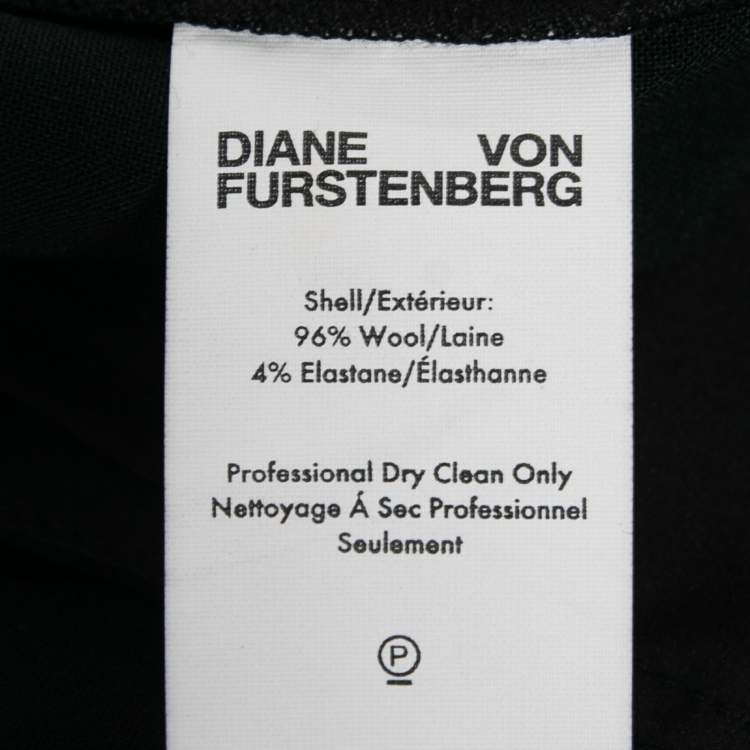 DIANE VON
FURSTENBERG
Shell/Extérieur:
96% Wool/Laine
4% Elastane/Élasthanne
Professional Dry Clean Only
Nettoyage Á Sec Professionnel
Seulement
P